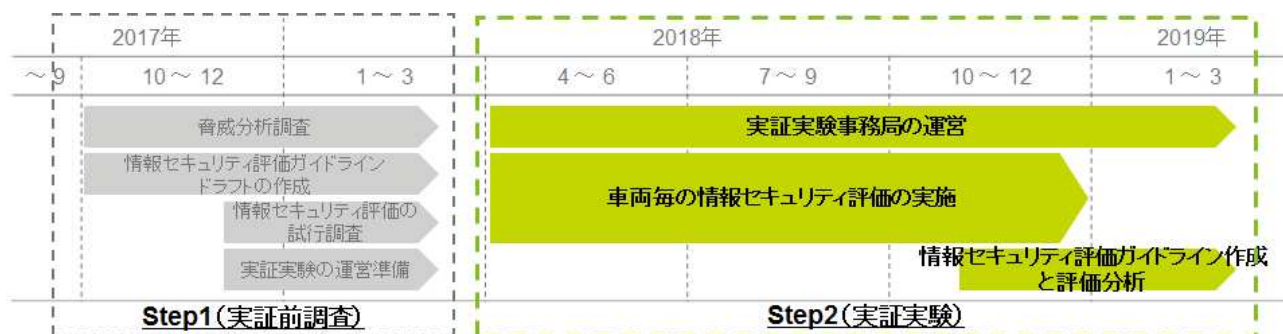 2017年
2018年
2019年
～ 9
10 ～ 12
1 ～ 3
4 ～ 6
7 ～ 9
10 ～ 12
1 ～ 3
脅威分析調査
情報セキュリティ評価ガイドライン
ドラフトの作成
情報セキュリティ評価の
試行調査
実証実験の運営準備
Step1（実証前調査）
実証実験事務局の運営
車両毎の情報セキュリティ評価の実施
情報セキュリティ評価ガイドライン作成
と評価分析
Step2（実証実験）